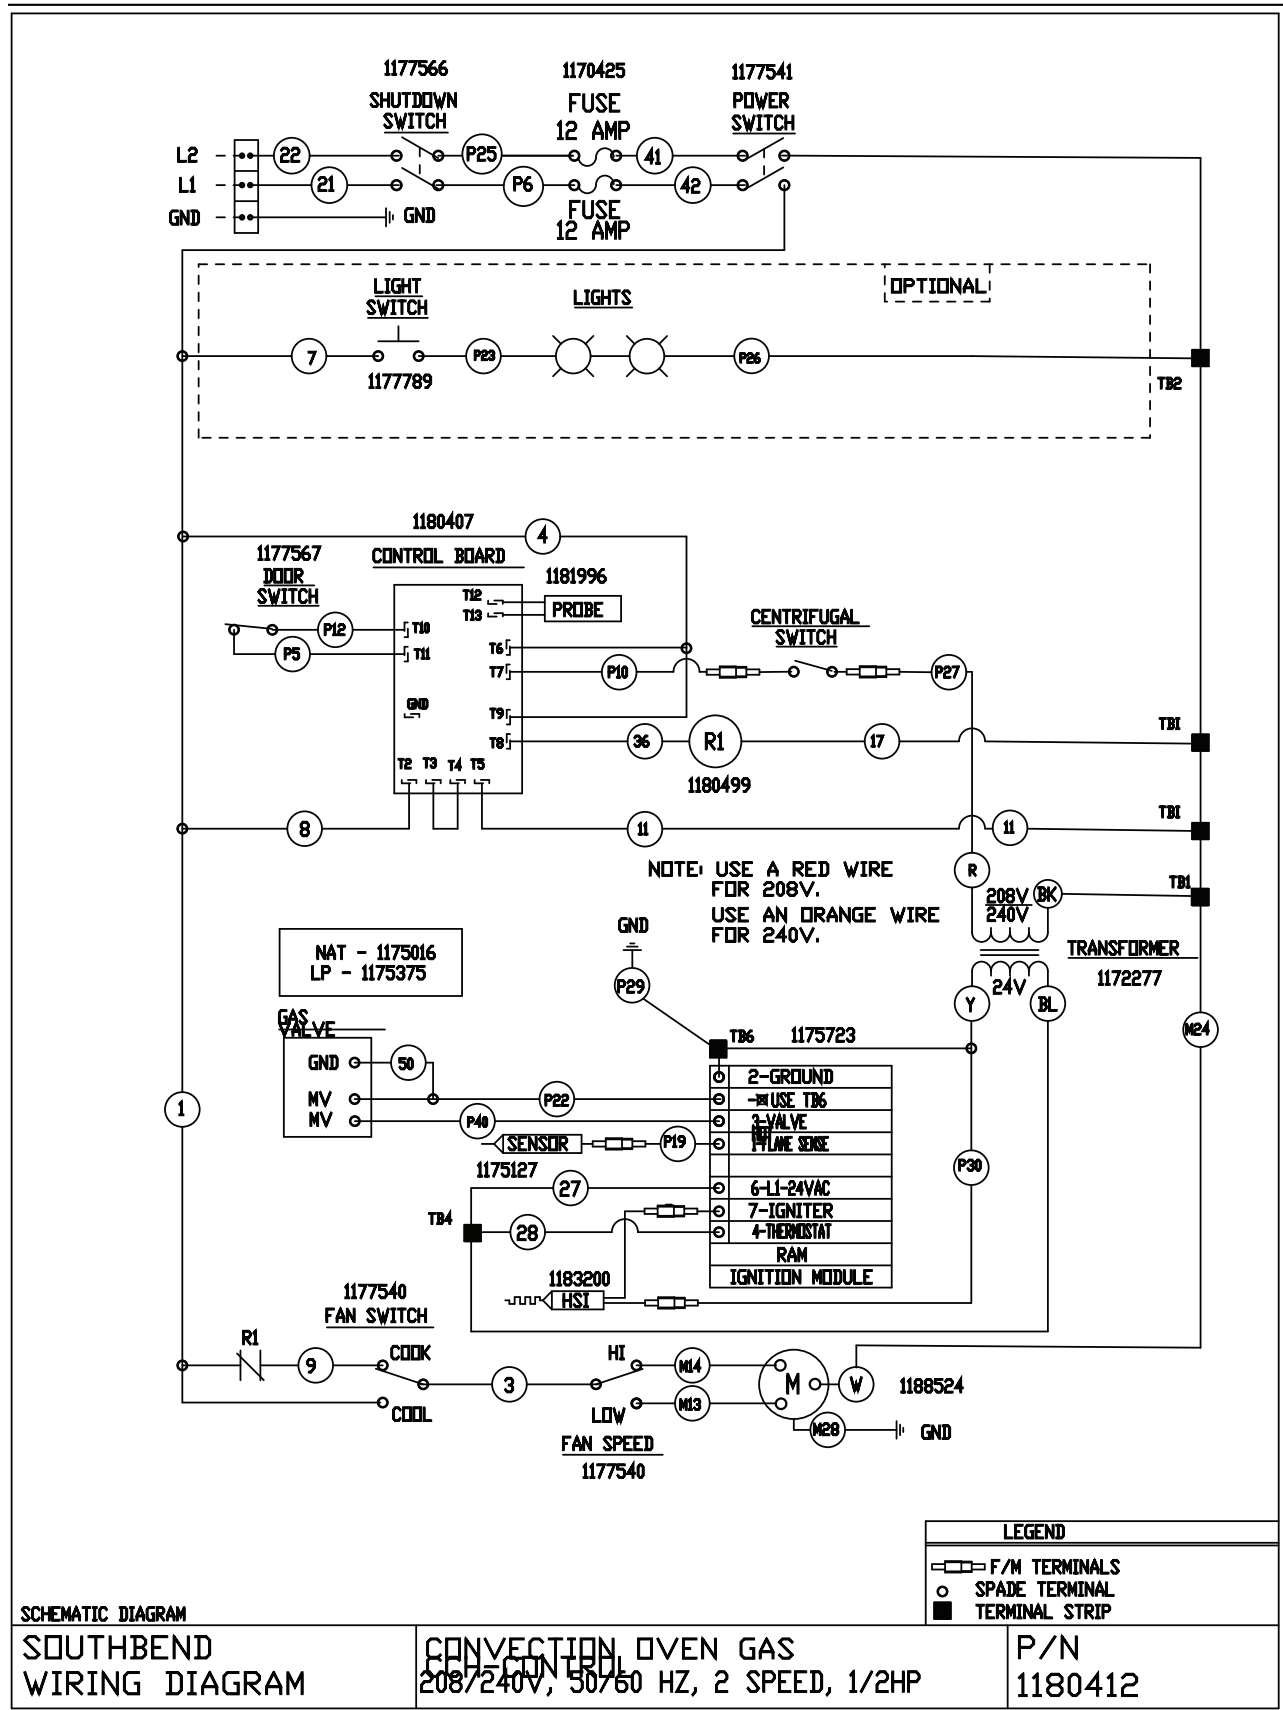 1177566
SHUTDOWN
SWITCH
1170425
FUSE
12 AMP
1177541
POWER
SWITCH
L2
22
P25
41
L1
21
P6
42
GND
GND
FUSE
12 AMP
OPTIONAL
LIGHT
SWITCH
LIGHTS
7
P23
P26
1177789
TB2
1180407
4
CONTROL BOARD
1177567
DOOR
SWITCH
1181996
T12
T13
PROBE
P12
T10
P5
T11
CENTRIFUGAL
SWITCH
T6
T7
P10
P27
GND
T9
T8
36
R1
17
TB1
1180499
T2
T3
T4
T5
8
11
11
TB1
NOTE: USE A RED WIRE
FOR 208V.
USE AN ORANGE WIRE
FOR 240V.
R
208V
240V
BK
TB1
TRANSFORMER
1172277
24V
Y
BL
M24
GND
P29
NAT - 1175016
LP - 1175375
GAS
VALVE
GND
50
MV
P22
MV
P40
TB6
1175723
2-GROUND
USE TB6
3-VALVE
1-FLAME SENSE
6-L1-24VAC
7-IGNITER
4-THERMOSTAT
RAM
IGNITION MODULE
1
SENSOR
P19
1175127
P30
27
TB4
28
1183200
HSI
1177540
FAN SWITCH
R1
9
COOK
COOL
3
HI
LOW
M14
M13
FAN SPEED
1177540
M
W
1188524
M28
GND
LEGEND
F/M TERMINALS
SPADE TERMINAL
TERMINAL STRIP
SCHEMATIC DIAGRAM
SOUTHBEND
WIRING DIAGRAM
CONVECTION OVEN GAS
CCH-CONTROL
208/240V, 50/60 HZ, 2 SPEED, 1/2HP
P/N
1180412